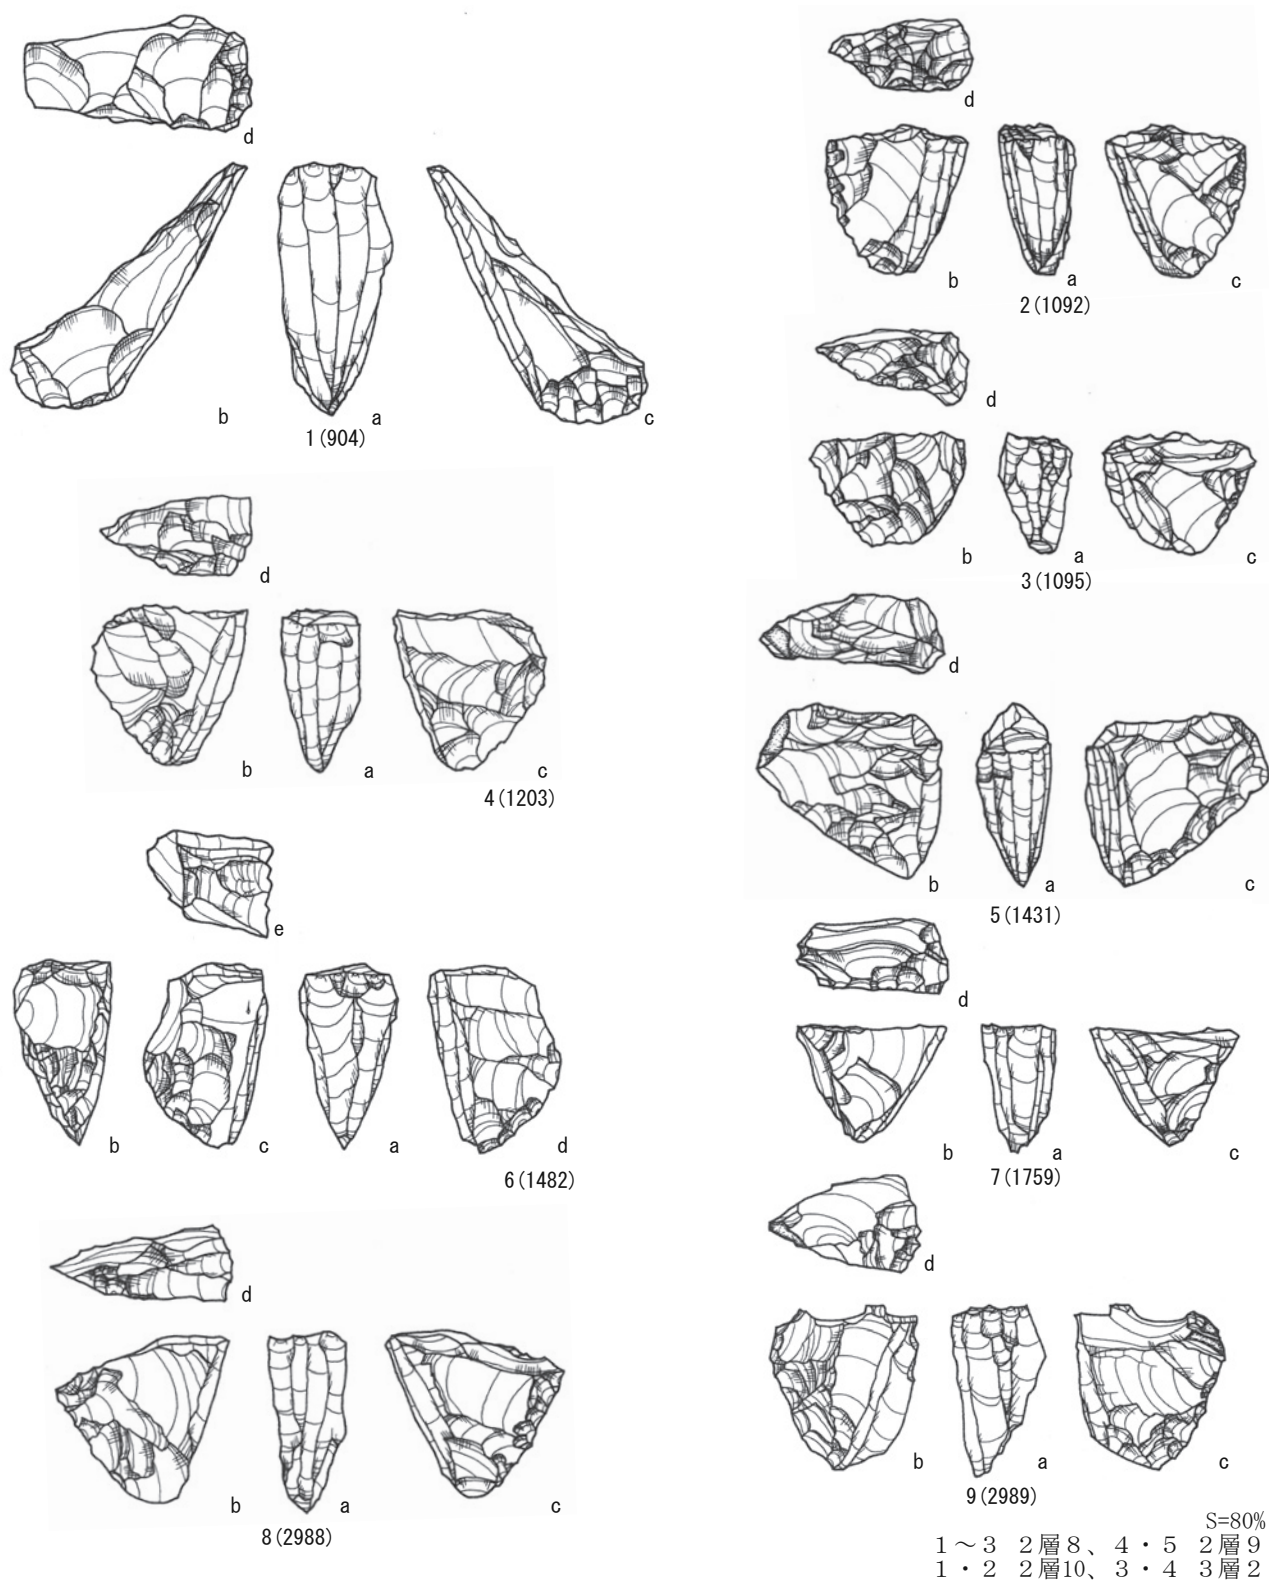 d
b
a
c
1(904)
d
b
a
c
2(1092)
d
b
a
c
3(1095)
d
b
a
c
4(1203)
d
b
a
c
5(1431)
e
b
c
a
d
6(1482)
d
b
a
c
7(1759)
d
b
a
c
8(2988)
d
b
a
c
9(2989)
S=80%
1～3 2層8、4・5 2層9
1・2 2層10、3・4 3層2